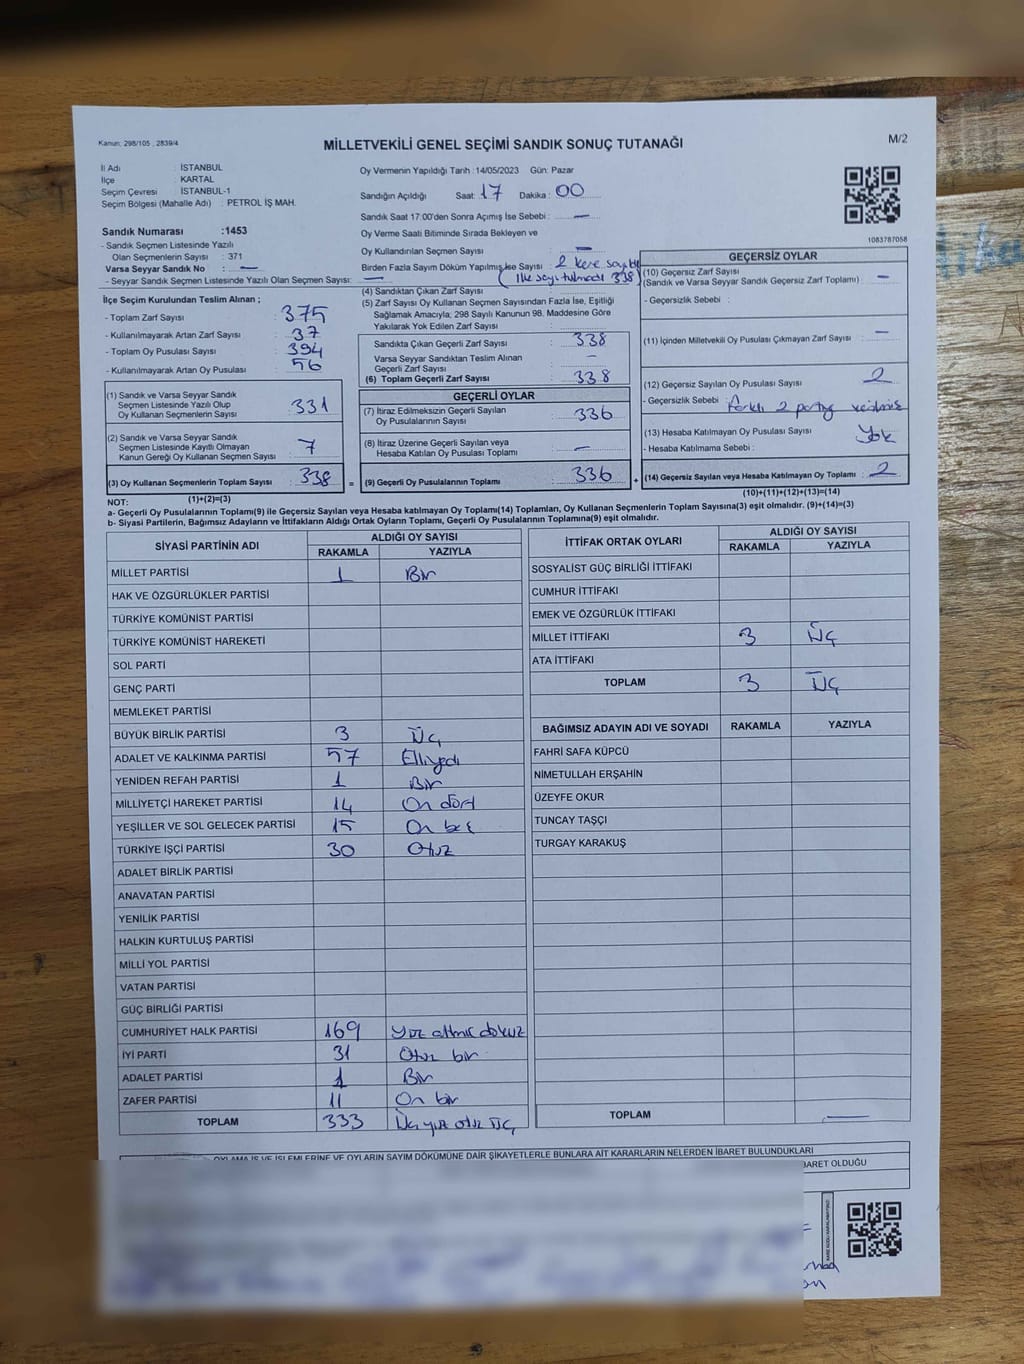 Kanun: 298/105 , 2839/4
MİLLETVEKİLİ GENEL SEÇİMİ SANDIK SONUÇ TUTANAĞI
M/2
İl Adı : İSTANBUL
İlçe : KARTAL
Seçim Çevresi : İSTANBUL-1
Seçim Bölgesi (Mahalle Adı) : PETROL İŞ MAH.
Sandık Numarası :1453
- Sandık Seçmen Listesinde Yazılı
Olan Seçmenlerin Sayısı : 371
Varsa Seyyar Sandık No : —
- Seyyar Sandık Seçmen Listesinde Yazılı Olan Seçmen Sayısı: —
Oy Vermenin Yapıldığı Tarih : 14/05/2023 Gün: Pazar
Sandığın Açıldığı Saat: 17 Dakika : 00
Sandık Saat 17:00'den Sonra Açımış İse Sebebi : —
Oy Verme Saati Bitiminde Sırada Bekleyen ve
Oy Kullandırılan Seçmen Sayısı : —
Birden Fazla Sayım Döküm Yapılmış İse Sayısı : 2 kere sayıldı
(ilk sayı tutmadı 338)
1083787058
İlçe Seçim Kurulundan Teslim Alınan ;
- Toplam Zarf Sayısı : 375
- Kullanılmayarak Artan Zarf Sayısı : 37
- Toplam Oy Pusulası Sayısı : 394
- Kullanılmayarak Artan Oy Pusulası : 56
(1) Sandık ve Varsa Seyyar Sandık
Seçmen Listesinde Yazılı Olup
Oy Kullanan Seçmenlerin Sayısı : 331
(2) Sandık ve Varsa Seyyar Sandık
Seçmen Listesinde Kayıtlı Olmayan
Kanun Gereği Oy Kullanan Seçmen Sayısı : 7
(3) Oy Kullanan Seçmenlerin Toplam Sayısı : 338 =
(4) Sandıktan Çıkan Zarf Sayısı :
(5) Zarf Sayısı Oy Kullanan Seçmen Sayısından Fazla İse, Eşitliği
Sağlamak Amacıyla; 298 Sayılı Kanunun 98. Maddesine Göre
Yakılarak Yok Edilen Zarf Sayısı :
Sandıkta Çıkan Geçerli Zarf Sayısı : 338
Varsa Seyyar Sandıktan Teslim Alınan
Geçerli Zarf Sayısı : —
(6) Toplam Geçerli Zarf Sayısı : 338
GEÇERLİ OYLAR
(7) İtiraz Edilmeksizin Geçerli Sayılan
Oy Pusulalarının Sayısı : 336
(8) İtiraz Üzerine Geçerli Sayılan veya
Hesaba Katılan Oy Pusulası Toplamı : —
(9) Geçerli Oy Pusulalarının Toplamı : 336 +
GEÇERSİZ OYLAR
(10) Geçersiz Zarf Sayısı
(Sandık ve Varsa Seyyar Sandık Geçersiz Zarf Toplamı) : —
- Geçersizlik Sebebi :
(11) İçinden Milletvekili Oy Pusulası Çıkmayan Zarf Sayısı : —
(12) Geçersiz Sayılan Oy Pusulası Sayısı : 2
- Geçersizlik Sebebi : Farklı 2 partiye verilmiş
(13) Hesaba Katılmayan Oy Pusulası Sayısı : Yok
- Hesaba Katılmama Sebebi :
(14) Geçersiz Sayılan veya Hesaba Katılmayan Oy Toplamı : 2
NOT: (1)+(2)=(3)
(10)+(11)+(12)+(13)=(14)
a- Geçerli Oy Pusulalarının Toplamı(9) ile Geçersiz Sayılan veya Hesaba katılmayan Oy Toplamı(14) Toplamları, Oy Kullanan Seçmenlerin Toplam Sayısına(3) eşit olmalıdır. (9)+(14)=(3)
b- Siyasi Partilerin, Bağımsız Adayların ve İttifakların Aldığı Ortak Oyların Toplamı, Geçerli Oy Pusulalarının Toplamına(9) eşit olmalıdır.
SİYASİ PARTİNİN ADI ALDIĞI OY SAYISI
RAKAMLA YAZIYLA
MİLLET PARTİSİ 1 Bir
HAK VE ÖZGÜRLÜKLER PARTİSİ
TÜRKİYE KOMÜNİST PARTİSİ
TÜRKİYE KOMÜNİST HAREKETİ
SOL PARTİ
GENÇ PARTİ
MEMLEKET PARTİSİ
BÜYÜK BİRLİK PARTİSİ 3 Üç
ADALET VE KALKINMA PARTİSİ 57 Elliyedi
YENİDEN REFAH PARTİSİ 1 Bir
MİLLİYETÇİ HAREKET PARTİSİ 14 On dört
YEŞİLLER VE SOL GELECEK PARTİSİ 15 On beş
TÜRKİYE İŞÇİ PARTİSİ 30 Otuz
ADALET BİRLİK PARTİSİ
ANAVATAN PARTİSİ
YENİLİK PARTİSİ
HALKIN KURTULUŞ PARTİSİ
MİLLİ YOL PARTİSİ
VATAN PARTİSİ
GÜÇ BİRLİĞİ PARTİSİ
CUMHURİYET HALK PARTİSİ 169 Yüz altmış dokuz
İYİ PARTİ 31 Otuz bir
ADALET PARTİSİ 1 Bir
ZAFER PARTİSİ 11 On bir
TOPLAM 333 Üç yüz otuz üç
İTTİFAK ORTAK OYLARI ALDIĞI OY SAYISI
RAKAMLA YAZIYLA
SOSYALİST GÜÇ BİRLİĞİ İTTİFAKI
CUMHUR İTTİFAKI
EMEK VE ÖZGÜRLÜK İTTİFAKI
MİLLET İTTİFAKI 3 Üç
ATA İTTİFAKI
TOPLAM 3 Üç
BAĞIMSIZ ADAYIN ADI VE SOYADI RAKAMLA YAZIYLA
FAHRİ SAFA KÜPCÜ
NİMETULLAH ERŞAHİN
ÜZEYFE OKUR
TUNCAY TAŞÇI
TURGAY KARAKUŞ
TOPLAM —
OYLAMA İŞ VE İŞLEMLERİNE VE OYLARIN SAYIM DÖKÜMÜNE DAİR ŞİKAYETLERLE BUNLARA AİT KARARLARIN NELERDEN İBARET BULUNDUKLARI
BARET OLDUĞU